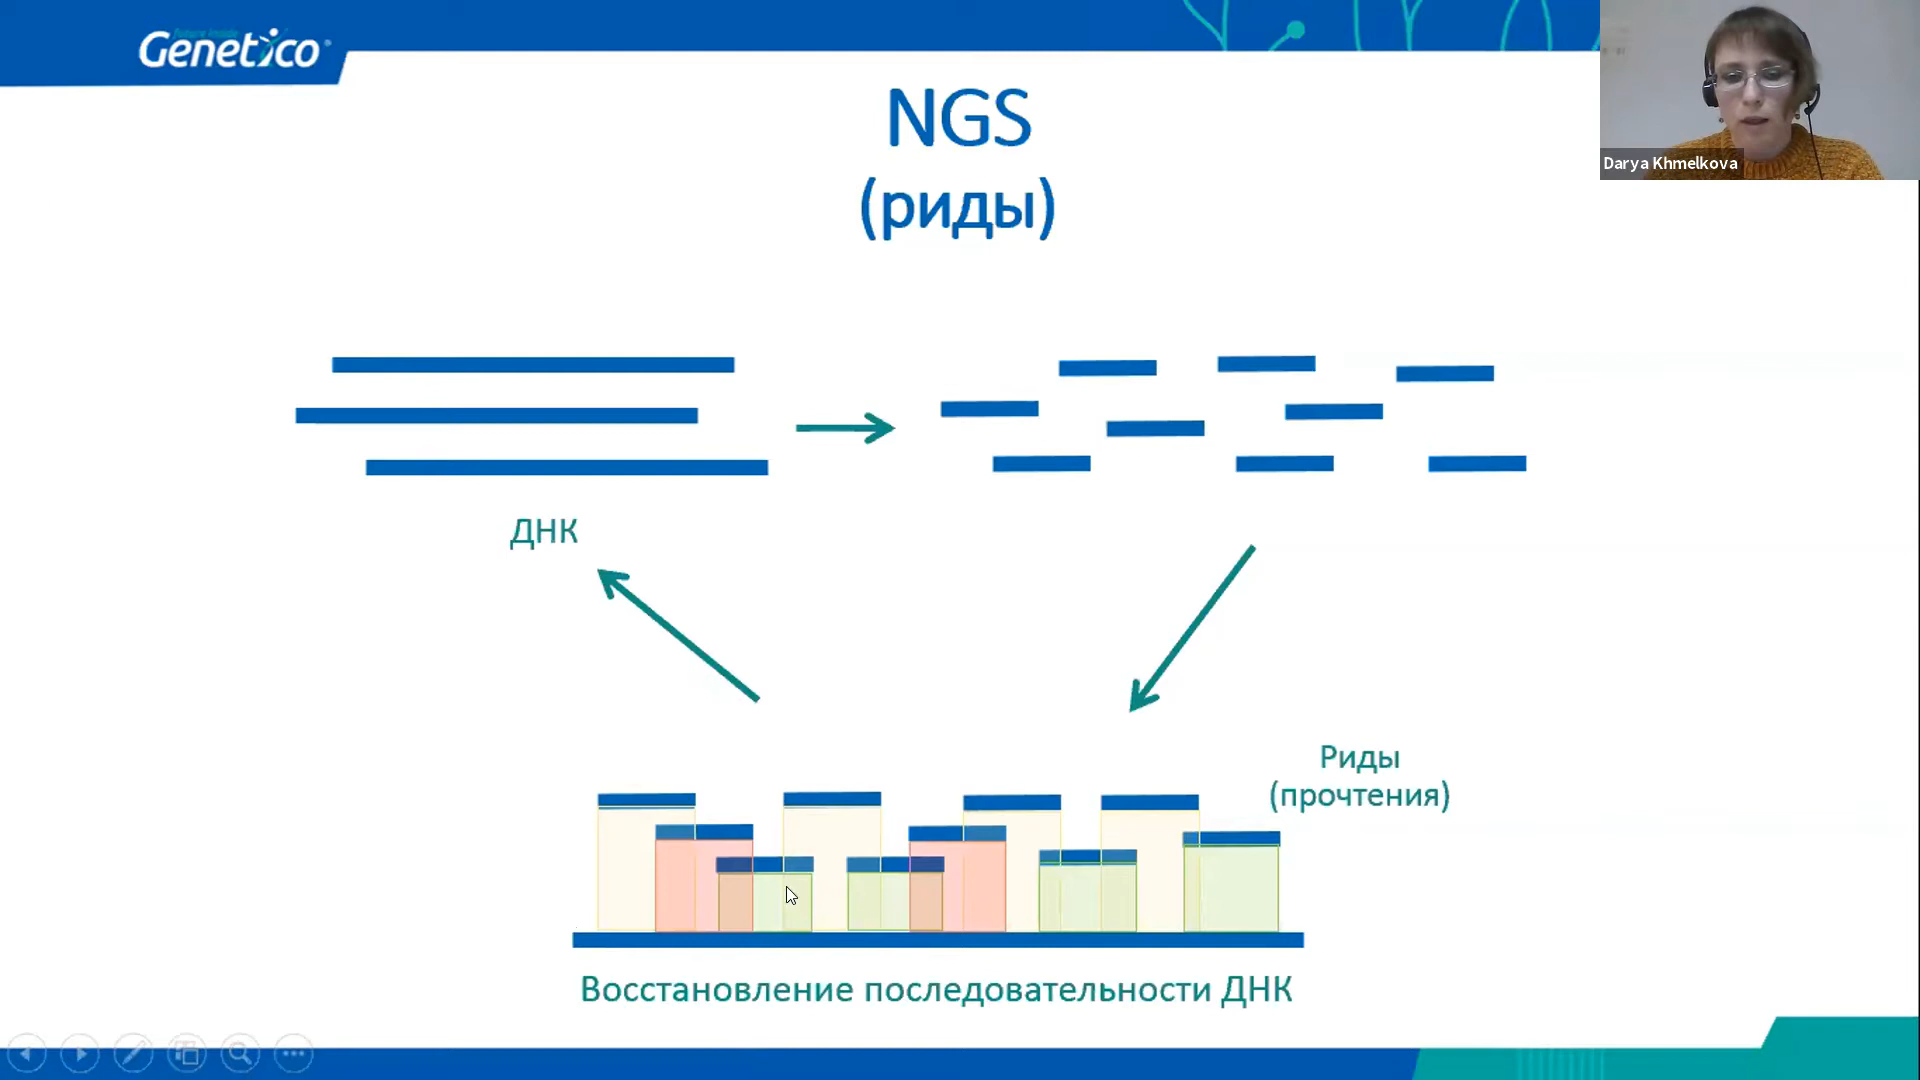 Genetico
Darya Khmelkova
NGS
(риды)
ДНК
Риды
(прочтения)
Восстановление последовательности ДНК